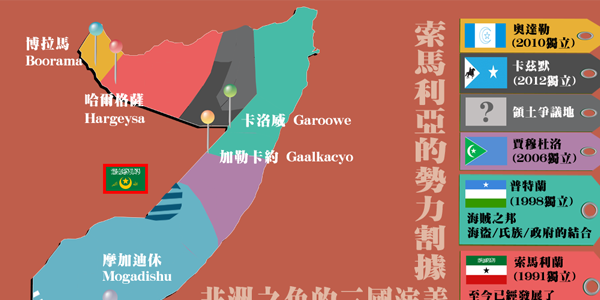 博拉馬
Boorama
哈爾格薩
Hargeysa
卡洛威 Garoowe
加勒卡約 Gaalkacyo
摩加迪休
Mogadishu
索馬利亞的勢力割據
非洲之角的三國演義
奧達勒
(2010獨立)
卡茲默
(2012獨立)
?
領土爭議地
賈穆杜洛
(2006獨立)
普特蘭
(1998獨立)
海賊之邦
海盜/氏族/政府的結合
索馬利蘭
(1991獨立)
至今已經發展了